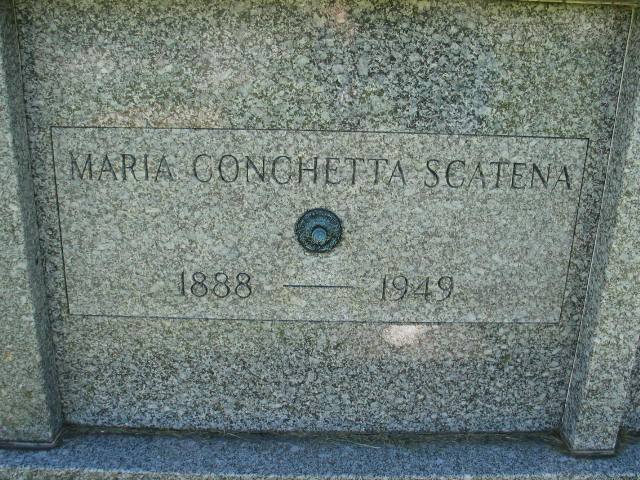 MARIA CONCHETTA SCATENA
1888 — 1949